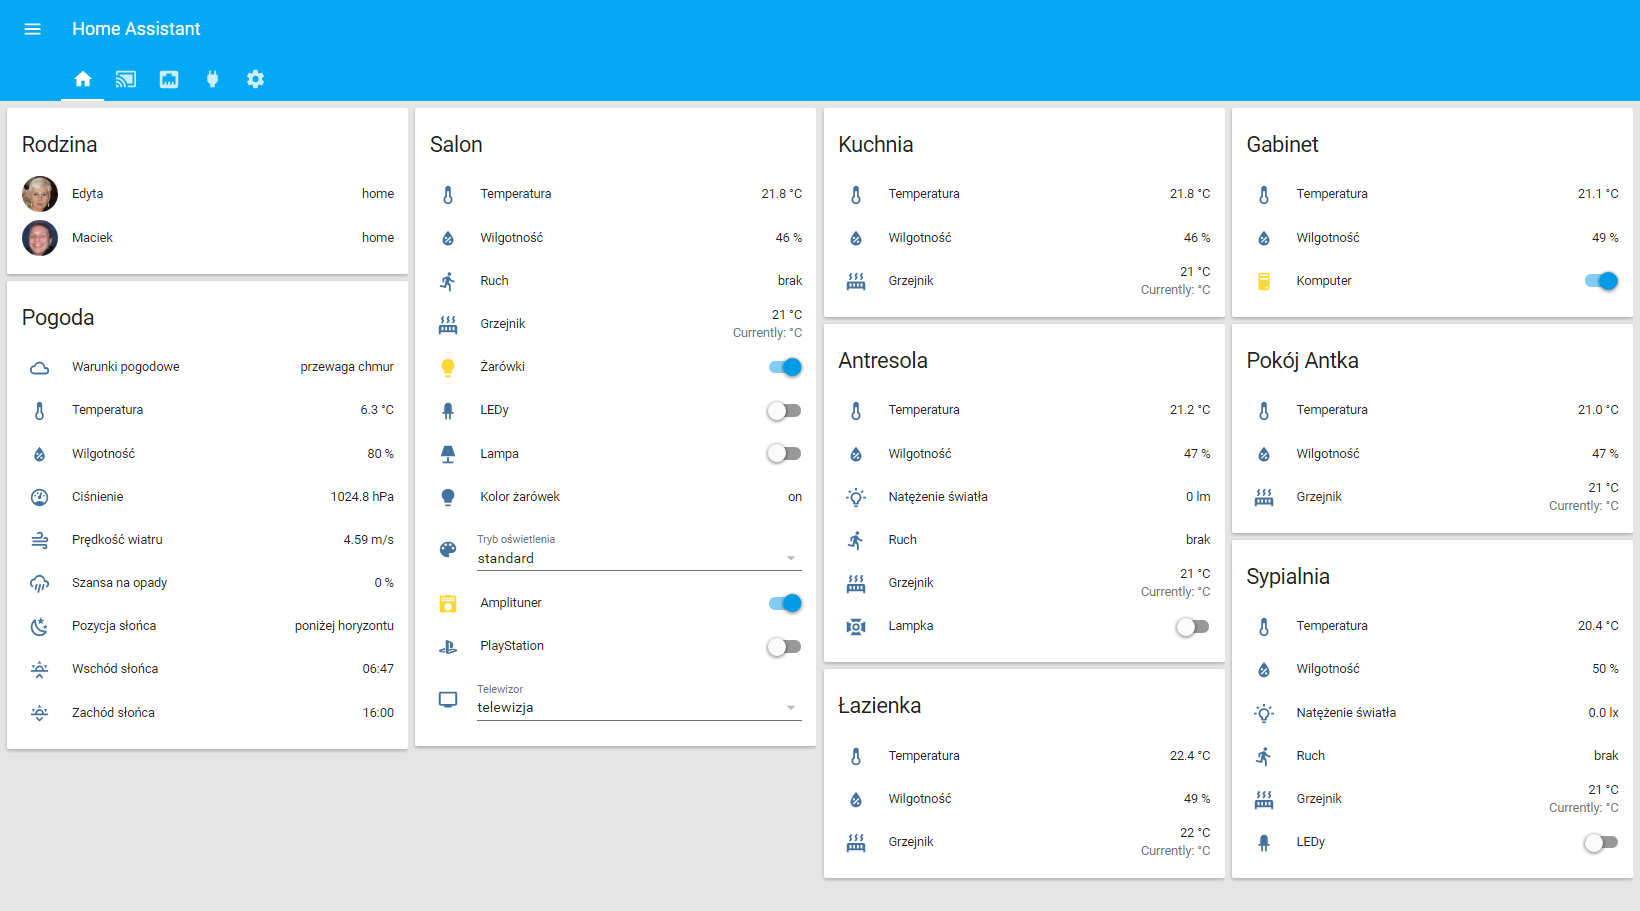 Home Assistant
Rodzina
Edyta home
Maciek home
Pogoda
Warunki pogodowe przewaga chmur
Temperatura 6.3 °C
Wilgotność 80 %
Ciśnienie 1024.8 hPa
Prędkość wiatru 4.59 m/s
Szansa na opady 0 %
Pozycja słońca poniżej horyzontu
Wschód słońca 06:47
Zachód słońca 16:00
Salon
Temperatura 21.8 °C
Wilgotność 46 %
Ruch brak
Grzejnik 21 °C
Currently: °C
Żarówki
LEDy
Lampa
Kolor żarówek on
Tryb oświetlenia
standard
Amplituner
PlayStation
Telewizor
telewizja
Kuchnia
Temperatura 21.8 °C
Wilgotność 46 %
Grzejnik 21 °C
Currently: °C
Antresola
Temperatura 21.2 °C
Wilgotność 47 %
Natężenie światła 0 lm
Ruch brak
Grzejnik 21 °C
Currently: °C
Lampka
Łazienka
Temperatura 22.4 °C
Wilgotność 49 %
Grzejnik 22 °C
Currently: °C
Gabinet
Temperatura 21.1 °C
Wilgotność 49 %
Komputer
Pokój Antka
Temperatura 21.0 °C
Wilgotność 47 %
Grzejnik 21 °C
Currently: °C
Sypialnia
Temperatura 20.4 °C
Wilgotność 50 %
Natężenie światła 0.0 lx
Ruch brak
Grzejnik 21 °C
Currently: °C
LEDy